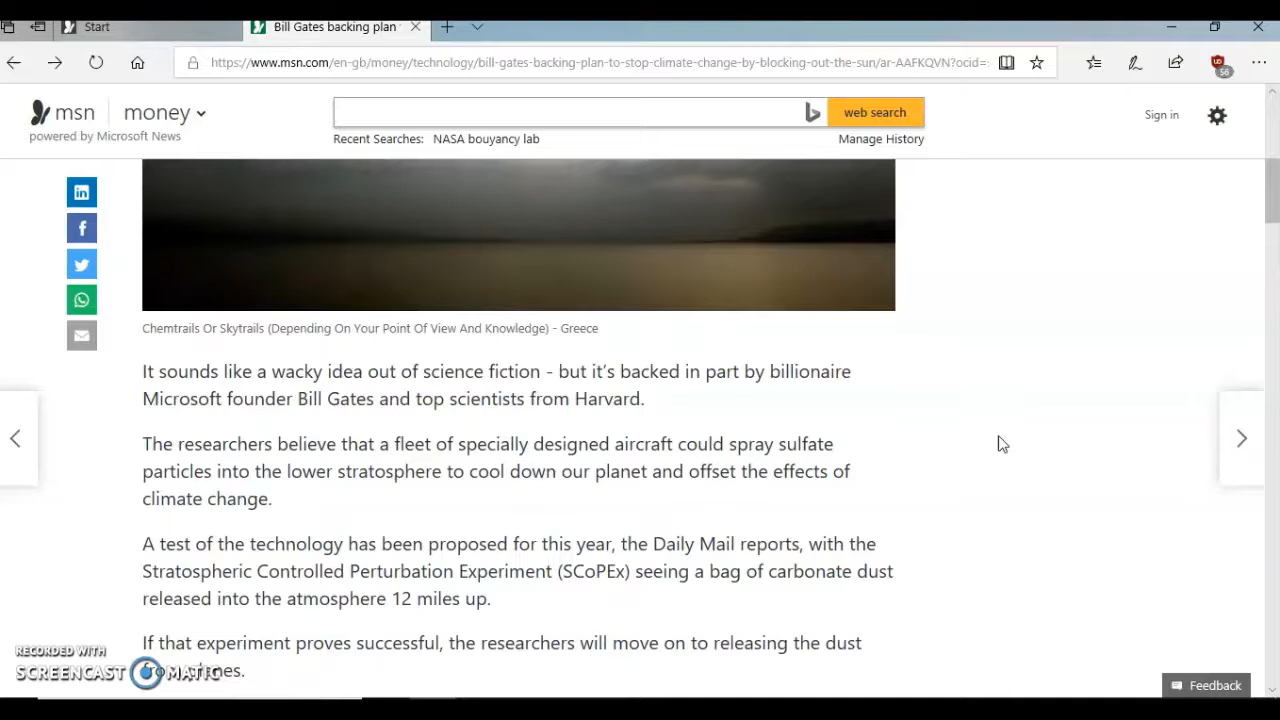 Start
Bill Gates backing plan
https://www.msn.com/en-gb/money/technology/bill-gates-backing-plan-to-stop-climate-change-by-blocking-out-the-sun/ar-AAFKQVN?ocid=
56
msn money
powered by Microsoft News
web search
Sign in
Recent Searches: NASA bouyancy lab
Manage History
Chemtrails Or Skytrails (Depending On Your Point Of View And Knowledge) - Greece
It sounds like a wacky idea out of science fiction - but it's backed in part by billionaire
Microsoft founder Bill Gates and top scientists from Harvard.
The researchers believe that a fleet of specially designed aircraft could spray sulfate
particles into the lower stratosphere to cool down our planet and offset the effects of
climate change.
A test of the technology has been proposed for this year, the Daily Mail reports, with the
Stratospheric Controlled Perturbation Experiment (SCoPEx) seeing a bag of carbonate dust
released into the atmosphere 12 miles up.
If that experiment proves successful, the researchers will move on to releasing the dust
RECORDED WITH
SCREENCAST MATIC
Feedback